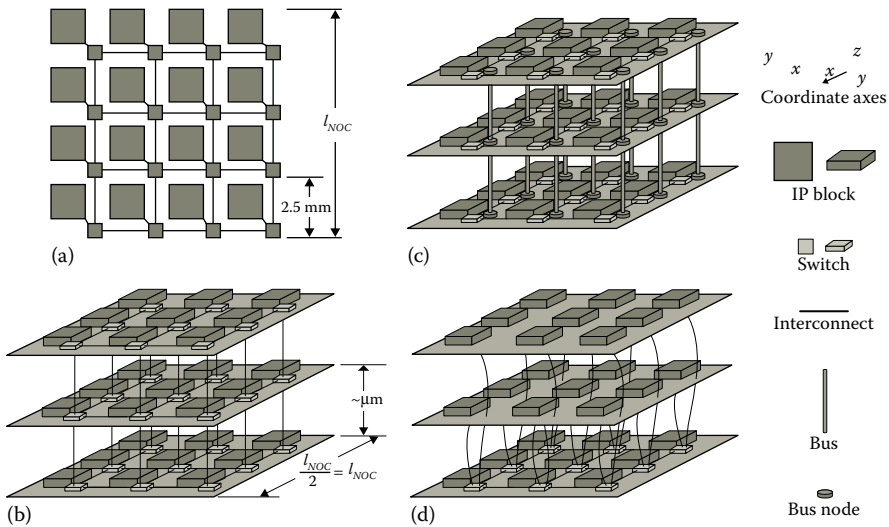 l_NOC
2.5 mm
(a)
(c)
y x x z y
Coordinate axes
IP block
Switch
Interconnect
Bus
Bus node
~μm
l_NOC / 2 = l_NOC
(b)
(d)